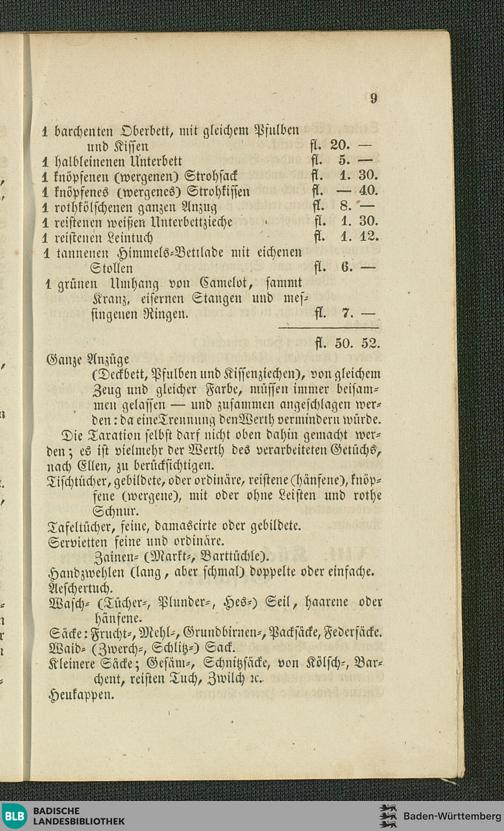 9
1 barchenten Oberbett, mit gleichem Pfulben
und Kissen fl. 20. —
1 halbleinenen Unterbett fl. 5. —
1 knöpfenen (wergenen) Strohsack fl. 1. 30.
1 knöpfenes (wergenes) Strohkissen fl. — 40.
1 rothkölschenen ganzen Anzug fl. 8. —
1 reistenen weißen Unterbettzieche fl. 1. 30.
1 reistenen Leintuch fl. 1. 12.
1 tannenen Himmels-Bettlade mit eichenen
Stollen fl. 6. —
1 grünen Umhang von Camelot, sammt
Kranz, eisernen Stangen und mes-
singenen Ringen. fl. 7. —
fl. 50. 52.
Ganze Anzüge
(Deckbett, Pfulben und Kissenziechen), von gleichem
Zeug und gleicher Farbe, müssen immer beisam-
men gelassen — und zusammen angeschlagen wer-
den: da eine Trennung den Werth vermindern würde.
Die Taxation selbst darf nicht oben dahin gemacht wer-
den; es ist vielmehr der Werth des verarbeiteten Getüchs,
nach Ellen, zu berücksichtigen.
Tischtücher, gebildete, oder ordinäre, reistene (hänfene), knöp-
fene (wergene), mit oder ohne Leisten und rothe
Schnur.
Tafeltücher, feine, damascirte oder gebildete.
Servietten feine und ordinäre.
Zainen- (Markt-, Barttüchle).
Handzwehlen (lang, aber schmal) doppelte oder einfache.
Aeschertuch.
Wasch- (Tücher-, Plunder-, Hes-) Seil, haarene oder
hänfene.
Säcke: Frucht-, Mehl-, Grundbirnen-, Packsäcke, Federsäcke.
Waid- (Zwerch-, Schlitz-) Sack.
Kleinere Säcke; Gesäm-, Schnitzsäcke, von Kölsch-, Bar-
chent, reisten Tuch, Zwilch ꝛc.
Heukappen.
BLB BADISCHE
LANDESBIBLIOTHEK
Baden-Württemberg